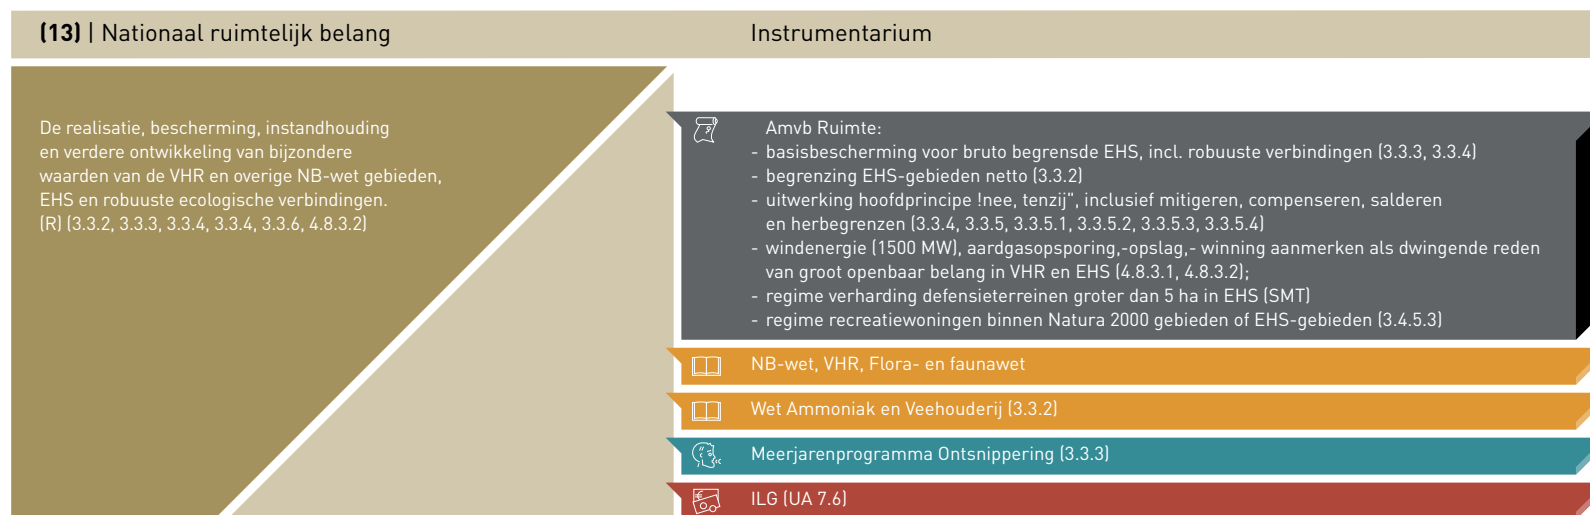 (13) | Nationaal ruimtelijk belang
Instrumentarium
De realisatie, bescherming, instandhouding
en verdere ontwikkeling van bijzondere
waarden van de VHR en overige NB-wet gebieden,
EHS en robuuste ecologische verbindingen.
(R) (3.3.2, 3.3.3, 3.3.4, 3.3.4, 3.3.6, 4.8.3.2)
Amvb Ruimte:
- basisbescherming voor bruto begrensde EHS, incl. robuuste verbindingen (3.3.3, 3.3.4)
- begrenzing EHS-gebieden netto (3.3.2)
- uitwerking hoofdprincipe !nee, tenzij", inclusief mitigeren, compenseren, salderen
en herbegrenzen (3.3.4, 3.3.5, 3.3.5.1, 3.3.5.2, 3.3.5.3, 3.3.5.4)
- windenergie (1500 MW), aardgasopsporing,-opslag,- winning aanmerken als dwingende reden
van groot openbaar belang in VHR en EHS (4.8.3.1, 4.8.3.2);
- regime verharding defensieterreinen groter dan 5 ha in EHS (SMT)
- regime recreatiewoningen binnen Natura 2000 gebieden of EHS-gebieden (3.4.5.3)
NB-wet, VHR, Flora- en faunawet
Wet Ammoniak en Veehouderij (3.3.2)
Meerjarenprogramma Ontsnippering (3.3.3)
ILG (UA 7.6)